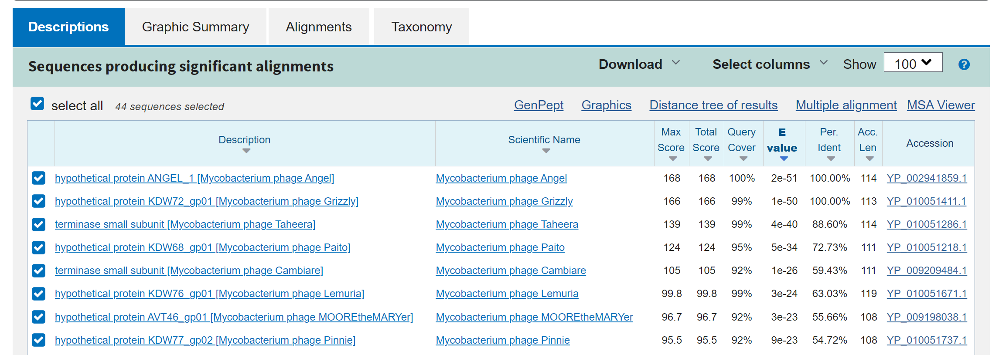 Descriptions Graphic Summary Alignments Taxonomy
Sequences producing significant alignments Download Select columns Show 100 ?
select all 44 sequences selected GenPept Graphics Distance tree of results Multiple alignment MSA Viewer
Description Scientific Name Max Score Total Score Query Cover E value Per. Ident Acc. Len Accession
hypothetical protein ANGEL_1 [Mycobacterium phage Angel] Mycobacterium phage Angel 168 168 100% 2e-51 100.00% 114 YP_002941859.1
hypothetical protein KDW72_gp01 [Mycobacterium phage Grizzly] Mycobacterium phage Grizzly 166 166 99% 1e-50 100.00% 113 YP_010051411.1
terminase small subunit [Mycobacterium phage Taheera] Mycobacterium phage Taheera 139 139 99% 4e-40 88.60% 114 YP_010051286.1
hypothetical protein KDW68_gp01 [Mycobacterium phage Paito] Mycobacterium phage Paito 124 124 95% 5e-34 72.73% 111 YP_010051218.1
terminase small subunit [Mycobacterium phage Cambiare] Mycobacterium phage Cambiare 105 105 92% 1e-26 59.43% 111 YP_009209484.1
hypothetical protein KDW76_gp01 [Mycobacterium phage Lemuria] Mycobacterium phage Lemuria 99.8 99.8 99% 3e-24 63.03% 119 YP_010051671.1
hypothetical protein AVT46_gp01 [Mycobacterium phage MOOREtheMARYer] Mycobacterium phage MOOREtheMARYer 96.7 96.7 92% 3e-23 55.66% 108 YP_009198038.1
hypothetical protein KDW77_gp02 [Mycobacterium phage Pinnie] Mycobacterium phage Pinnie 95.5 95.5 92% 9e-23 54.72% 108 YP_010051737.1